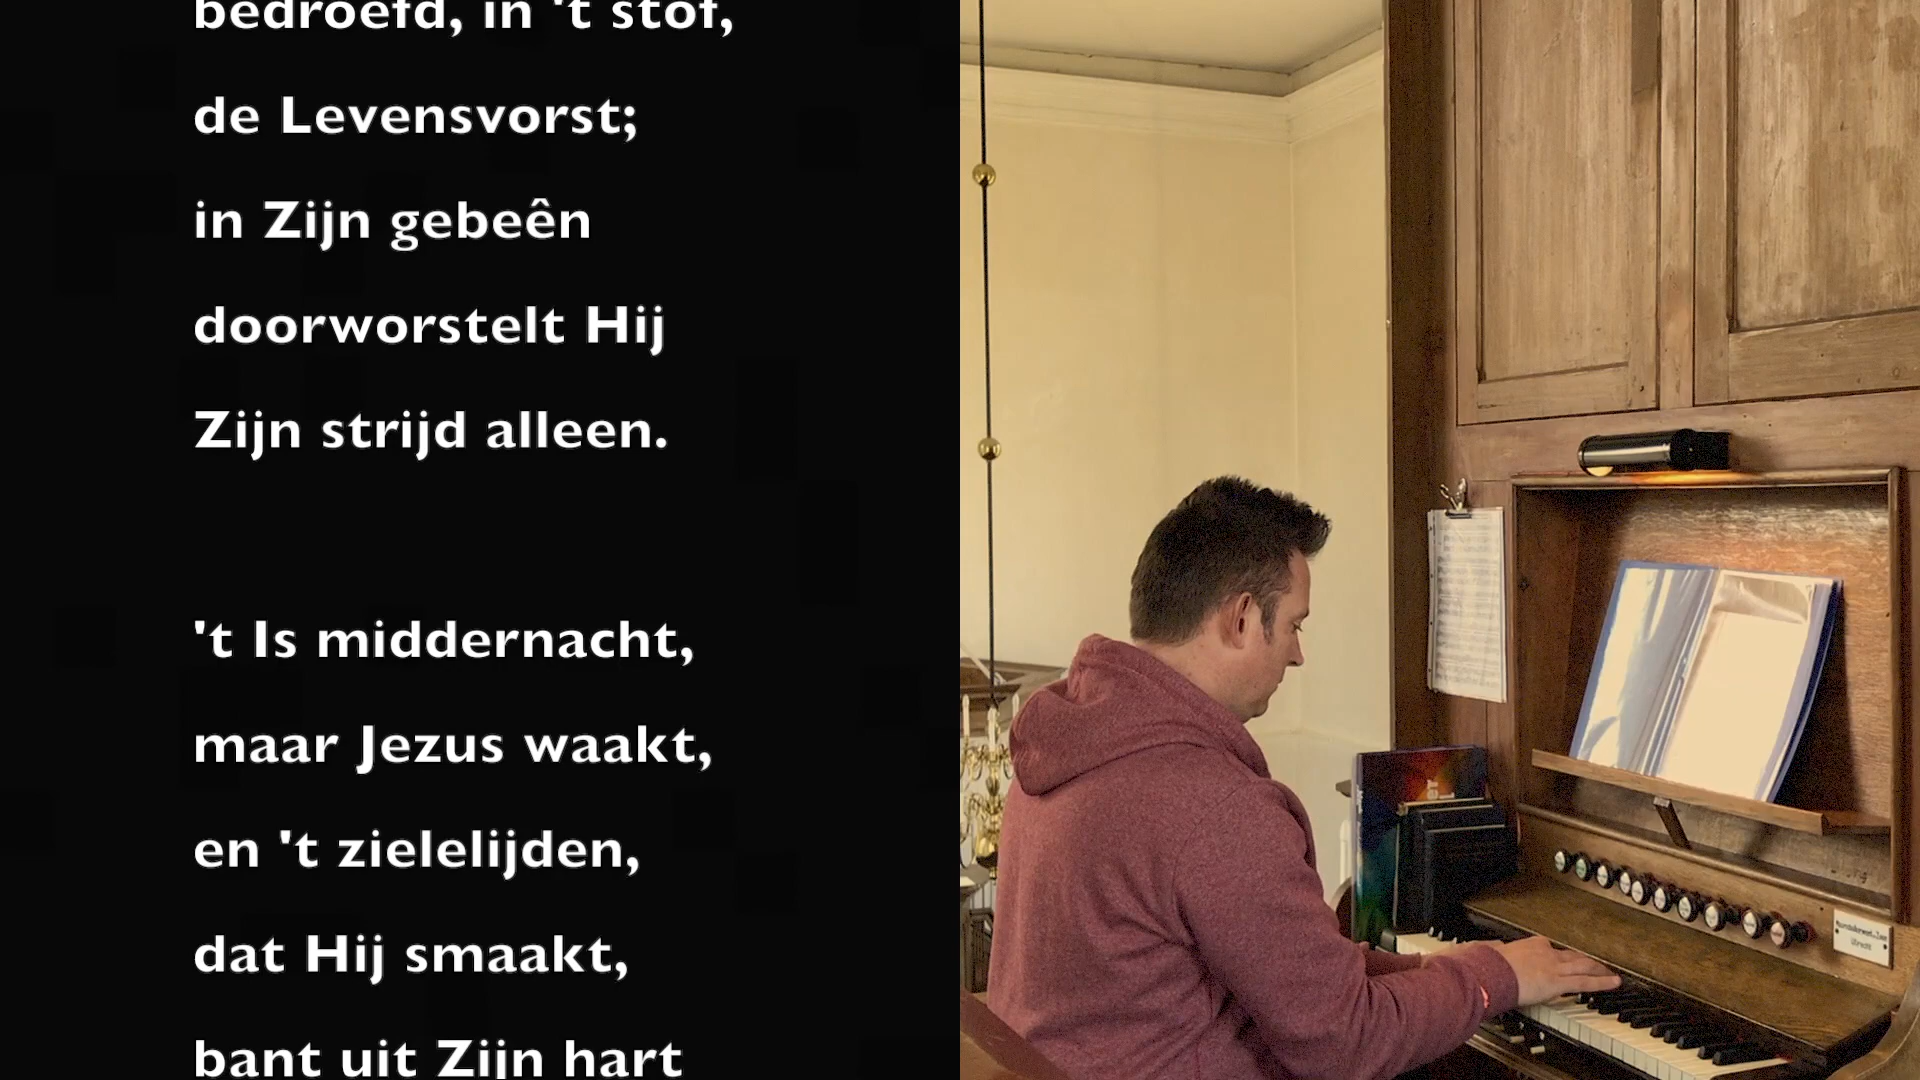 bedroefd, in 't stof,
de Levensvorst;
in Zijn gebeên
doorworstelt Hij
Zijn strijd alleen.
't Is middernacht,
maar Jezus waakt,
en 't zielelijden,
dat Hij smaakt,
bant uit Zijn hart
Utrecht